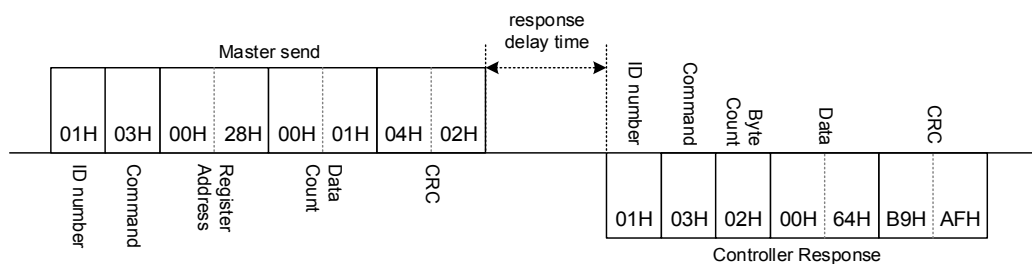 response
delay time
Master send
01H 03H 00H 28H 00H 01H 04H 02H
ID number
Command
Register
Address
Data
Count
CRC
ID number
Command
Byte
Count
Data
CRC
01H 03H 02H 00H 64H B9H AFH
Controller Response